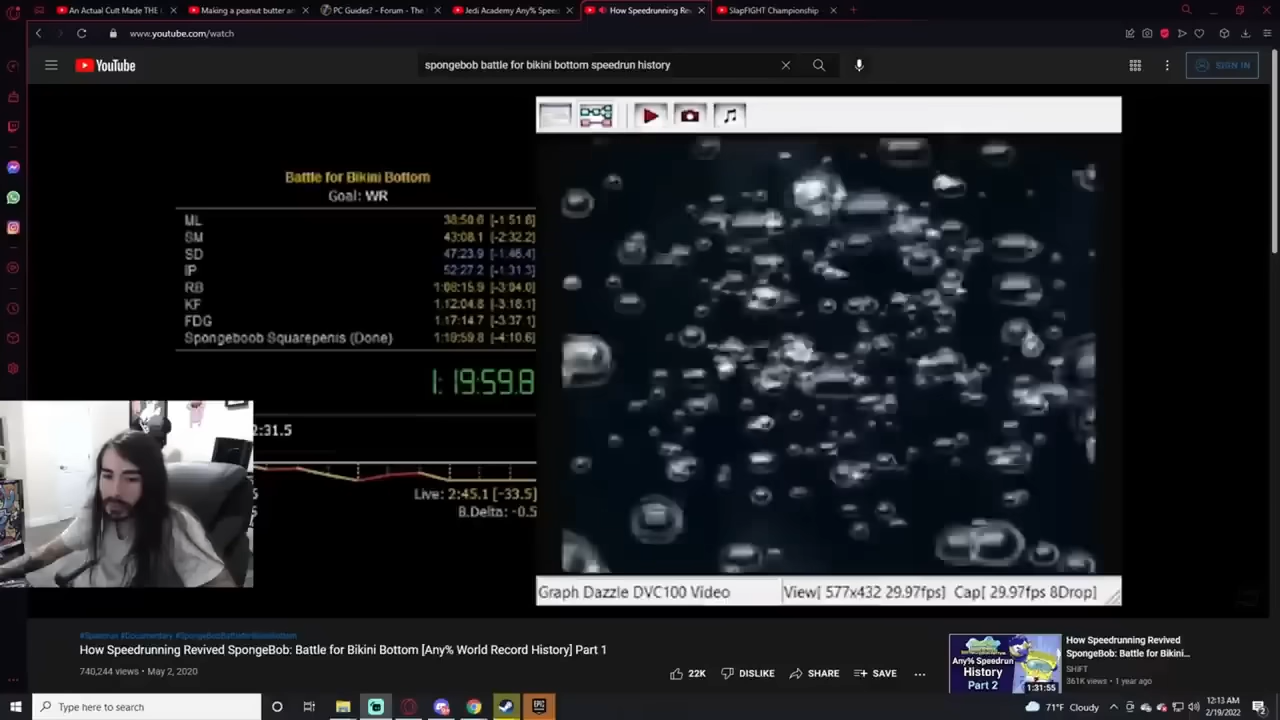 An Actual Cult Made THE
Making a peanut butter an
PC Guides? - Forum - The S
Jedi Academy Any% Speed
How Speedrunning Re
SlapFIGHT Championship
www.youtube.com/watch
YouTube
spongebob battle for bikini bottom speedrun history
SIGN IN
Battle for Bikini Bottom
Goal: WR
ML 38:50.6 [-1:51.6]
SM 43:08.1 [-2:32.2]
SD 47:23.9 [-1:46.4]
IP 52:27.2 [-1:31.3]
RB 1:08:15.9 [-3:04.0]
KF 1:12:04.8 [-3:16.1]
FDG 1:17:14.7 [-3:37.1]
Spongeboob Squarepenis (Done) 1:19:59.8 [-4:10.6]
1:19:59.8
2:31.5
Live: 2:45.1 [-33.5]
B.Delta: -0.5
Graph Dazzle DVC100 Video View[ 577x432 29.97fps] Cap[ 29.97fps 8Drop]
#Speedrun #Documentary #SpongeBobBattleforBikiniBottom
How Speedrunning Revived SpongeBob: Battle for Bikini Bottom [Any% World Record History] Part 1
740,244 views • May 2, 2020
22K
DISLIKE
SHARE
SAVE
Any% Speedrun
History
Part 2
1:31:55
How Speedrunning Revived
SpongeBob: Battle for Bikini...
SHIFT
361K views • 1 year ago
Type here to search
71°F Cloudy
12:13 AM
2/19/2022
2